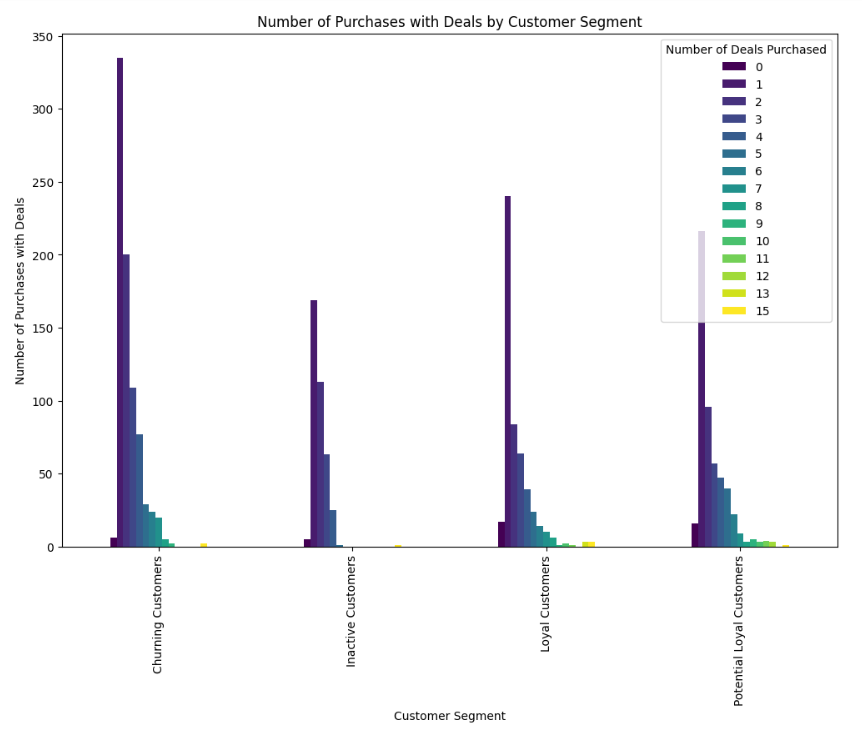 Number of Purchases with Deals by Customer Segment
Number of Purchases with Deals
350
300
250
200
150
100
50
0
Number of Deals Purchased
0
1
2
3
4
5
6
7
8
9
10
11
12
13
15
Churning Customers
Inactive Customers
Loyal Customers
Potential Loyal Customers
Customer Segment